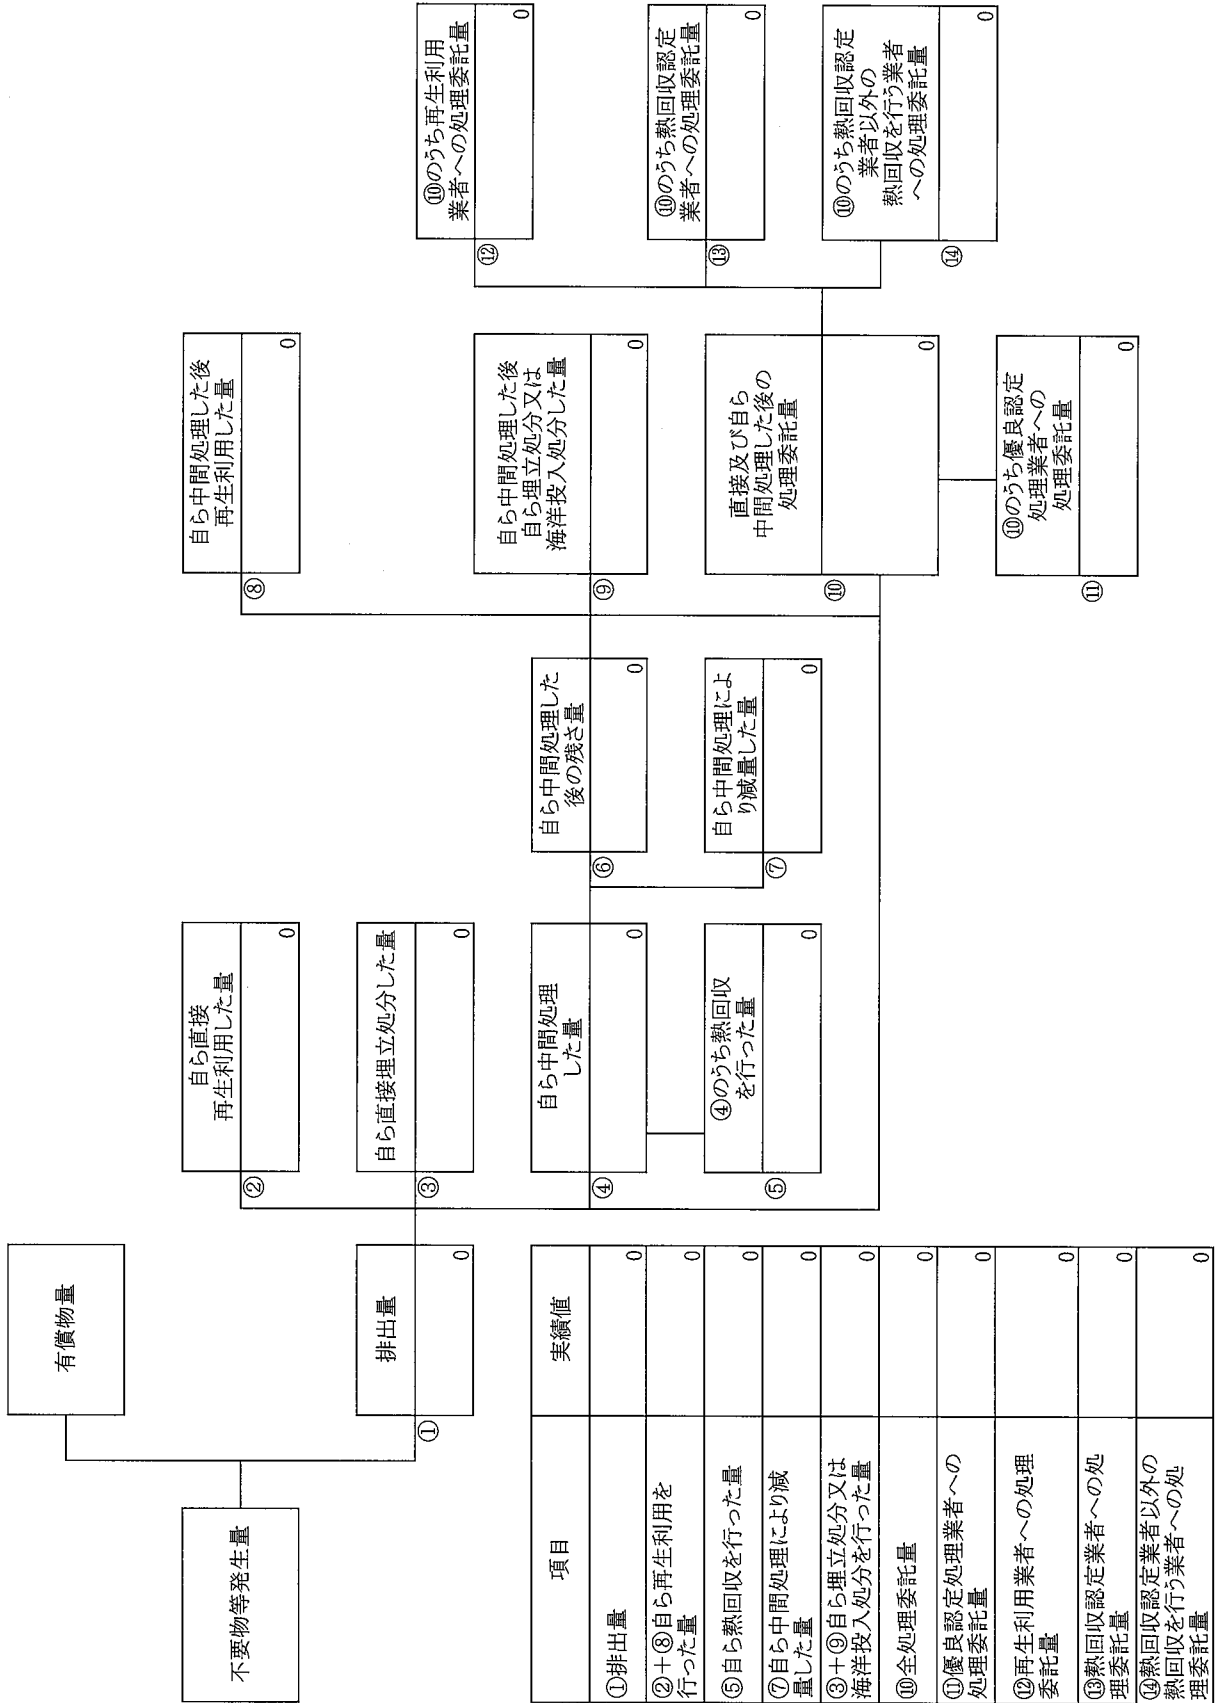 不要物等発生量
有償物量
①
排出量
0
②
自ら直接
再生利用した量
0
③
自ら直接埋立処分した量
0
④
自ら中間処理
した量
0
⑤
④のうち熱回収
を行った量
0
⑥
自ら中間処理した
後の残さ量
0
⑦
自ら中間処理によ
り減量した量
0
⑧
自ら中間処理した後
再生利用した量
0
⑨
自ら中間処理した後
自ら埋立処分又は
海洋投入処分した量
0
⑩
直接及び自ら
中間処理した後の
処理委託量
0
⑪
⑩のうち優良認定
処理業者への
処理委託量
0
⑫
⑩のうち再生利用
業者への処理委託量
0
⑬
⑩のうち熱回収認定
業者への処理委託量
0
⑭
⑩のうち熱回収認定
業者以外の
熱回収を行う業者
への処理委託量
0
項目 実績値
①排出量 0
②+⑧自ら再生利用を
行った量 0
⑤自ら熱回収を行った量 0
⑦自ら中間処理により減
量した量 0
③+⑨自ら埋立処分又は
海洋投入処分を行った量 0
⑩全処理委託量 0
⑪優良認定処理業者への
処理委託量 0
⑫再生利用業者への処理
委託量 0
⑬熱回収認定業者への処
理委託量 0
⑭熱回収認定業者以外の
熱回収を行う業者への処
理委託量 0